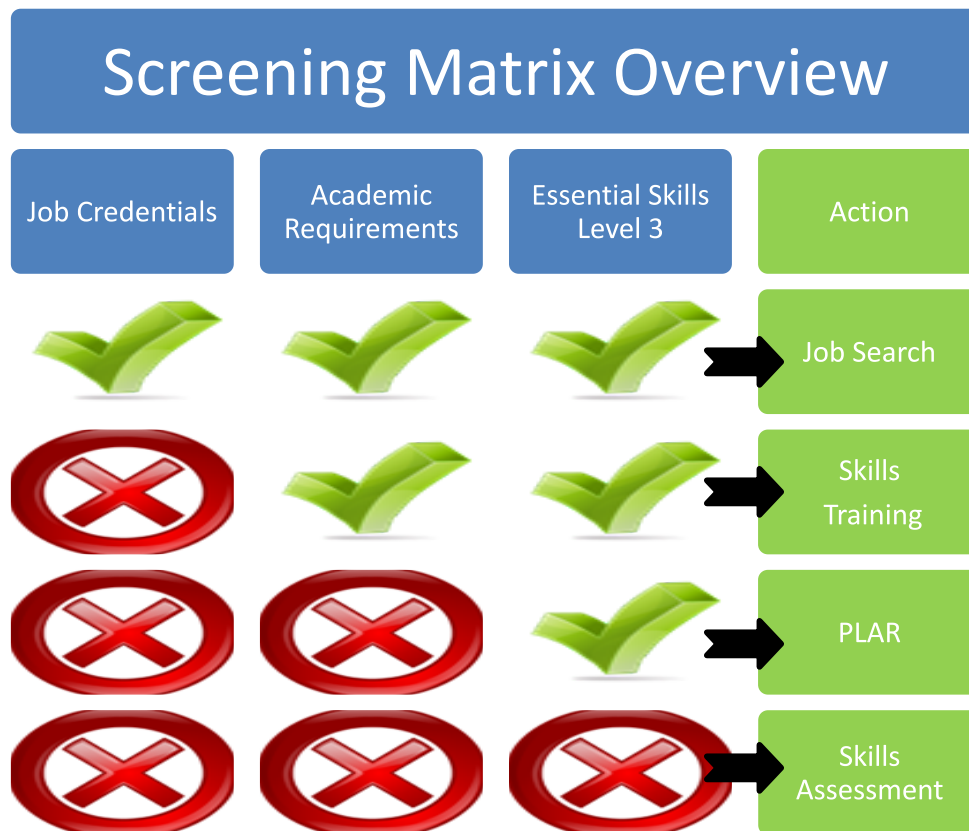 Screening Matrix Overview
Job Credentials
Academic
Requirements
Essential Skills
Level 3
Action
Job Search
Skills
Training
PLAR
Skills
Assessment